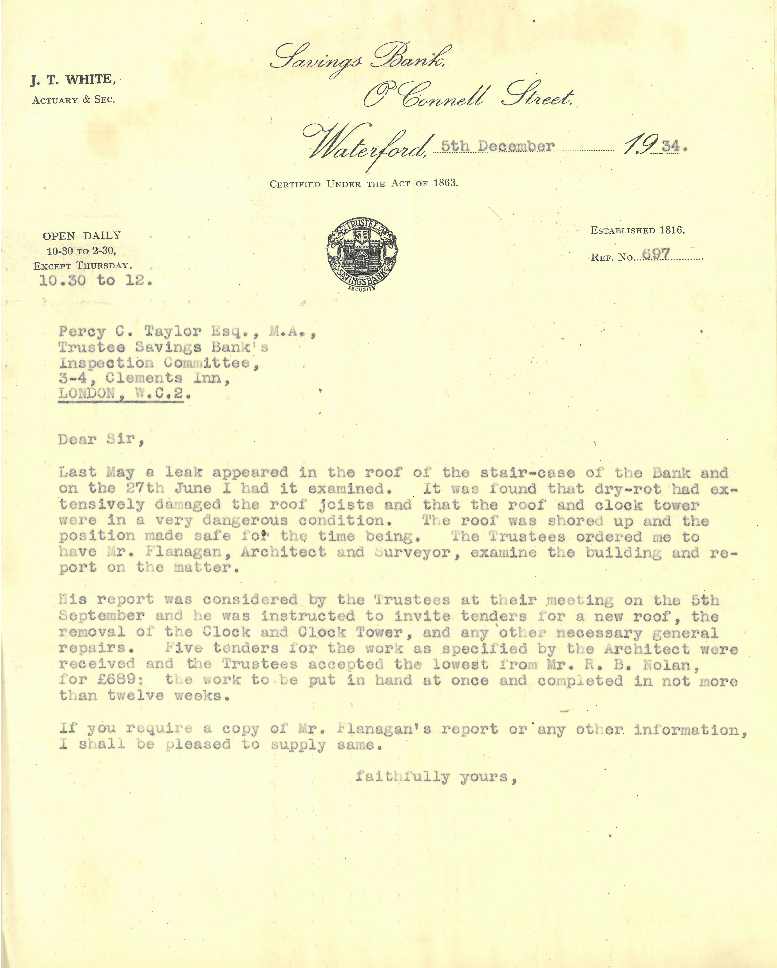 J. T. WHITE,
ACTUARY & SEC.
Savings Bank,
O'Connell Street,
Waterford, 5th December 1934.
CERTIFIED UNDER THE ACT OF 1863.
OPEN DAILY
10-30 TO 2-30,
EXCEPT THURSDAY.
10.30 to 12.
TRUSTEE
SAVINGS BANK
SECURITY
ESTABLISHED 1816.
REF. No. 697
Percy C. Taylor Esq., M.A.,
Trustee Savings Bank's
Inspection Committee,
3-4, Clements Inn,
LONDON, W.C.2.
Dear Sir,
Last May a leak appeared in the roof of the stair-case of the Bank and
on the 27th June I had it examined. It was found that dry-rot had ex-
tensively damaged the roof joists and that the roof and clock tower
were in a very dangerous condition. The roof was shored up and the
position made safe for the time being. The Trustees ordered me to
have Mr. Flanagan, Architect and Surveyor, examine the building and re-
port on the matter.
His report was considered by the Trustees at their meeting on the 5th
September and he was instructed to invite tenders for a new roof, the
removal of the Clock and Clock Tower, and any other necessary general
repairs. Five tenders for the work as specified by the Architect were
received and the Trustees accepted the lowest from Mr. R. B. Nolan,
for £689: the work to be put in hand at once and completed in not more
than twelve weeks.
If you require a copy of Mr. Flanagan's report or any other information,
I shall be pleased to supply same.
faithfully yours,